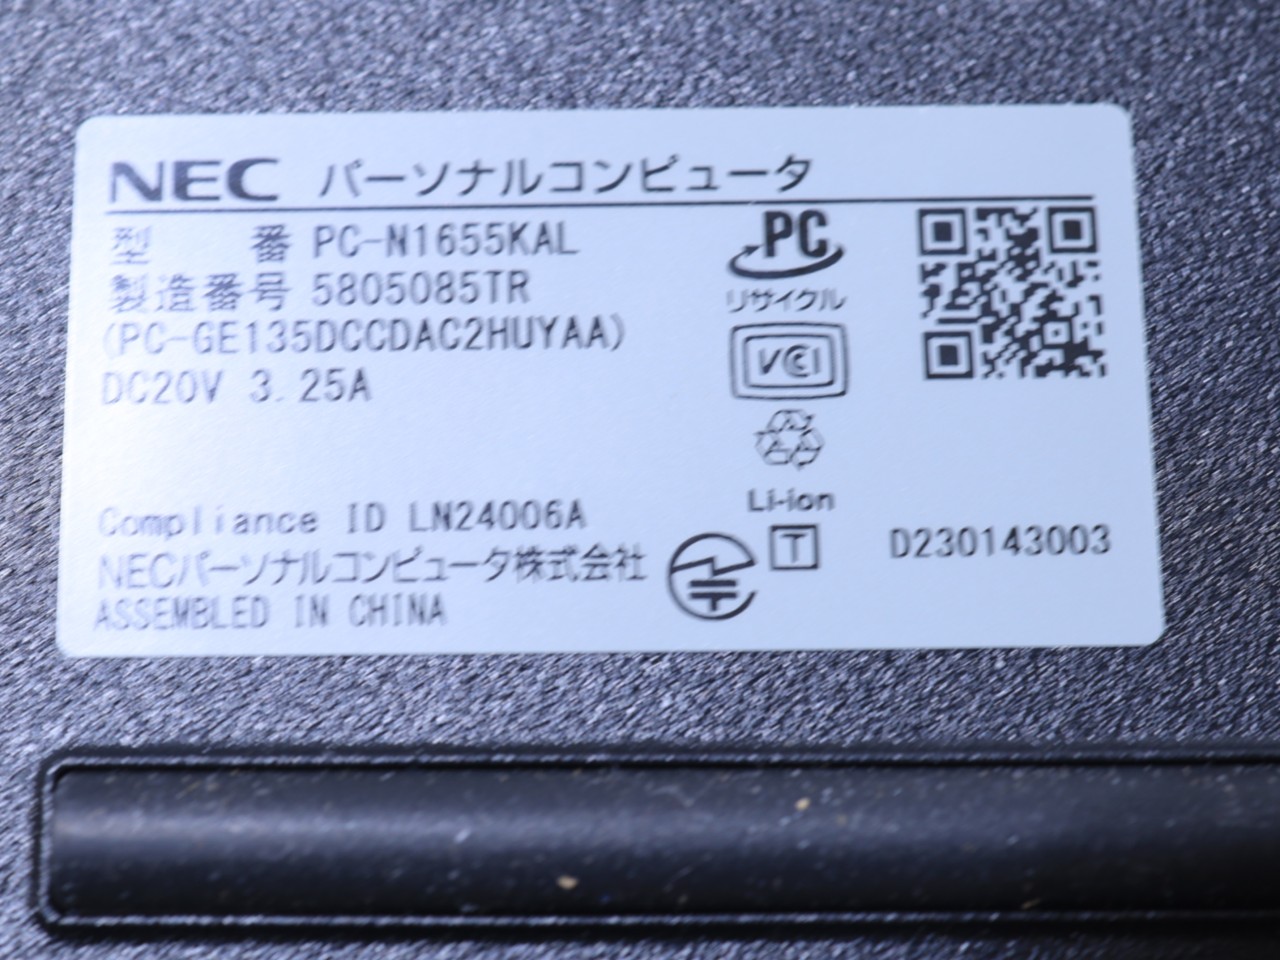 NEC パーソナルコンピュータ
型 番 PC-N1655KAL
製造番号 5805085TR
(PC-GE135DCCDAC2HUYAA)
DC20V 3.25A
PC
リサイクル
VCCI
Li-ion
T
Compliance ID LN24006A
NECパーソナルコンピュータ株式会社
ASSEMBLED IN CHINA
D230143003